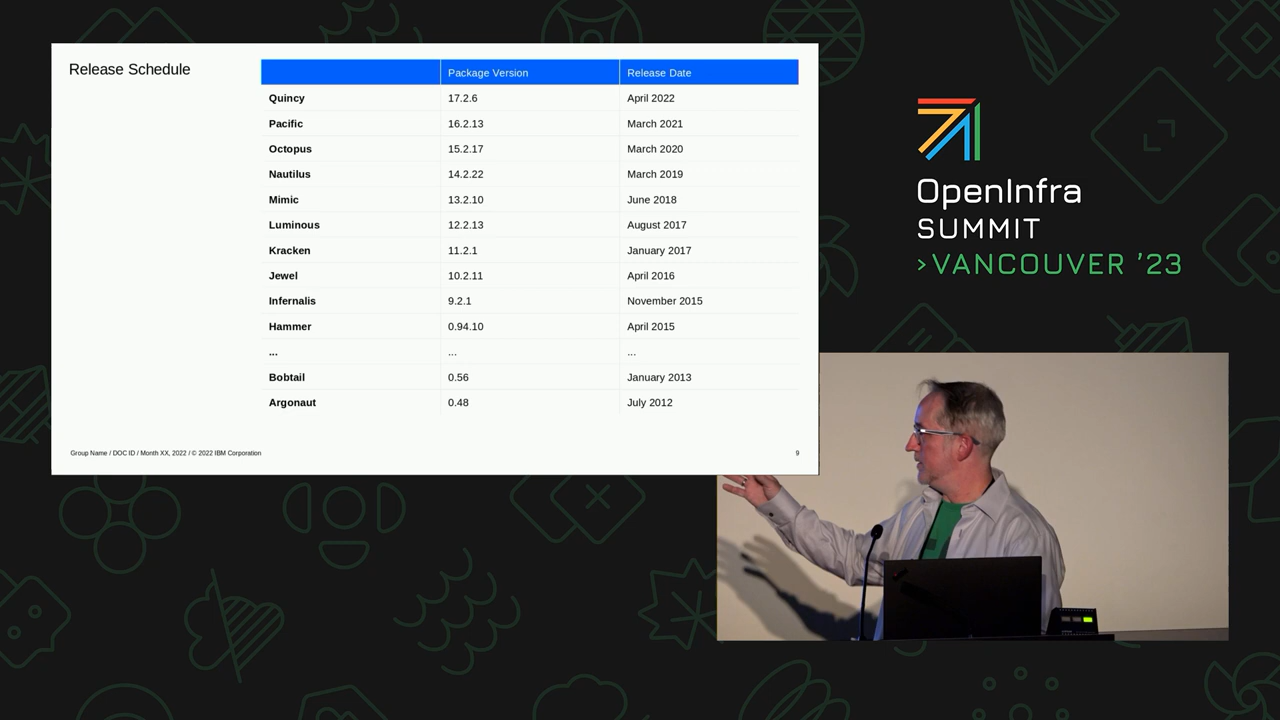 Release Schedule
Package Version Release Date
Quincy 17.2.6 April 2022
Pacific 16.2.13 March 2021
Octopus 15.2.17 March 2020
Nautilus 14.2.22 March 2019
Mimic 13.2.10 June 2018
Luminous 12.2.13 August 2017
Kracken 11.2.1 January 2017
Jewel 10.2.11 April 2016
Infernalis 9.2.1 November 2015
Hammer 0.94.10 April 2015
... ... ...
Bobtail 0.56 January 2013
Argonaut 0.48 July 2012
Group Name / DOC ID / Month XX, 2022 / © 2022 IBM Corporation 9
OpenInfra
SUMMIT
>VANCOUVER ’23